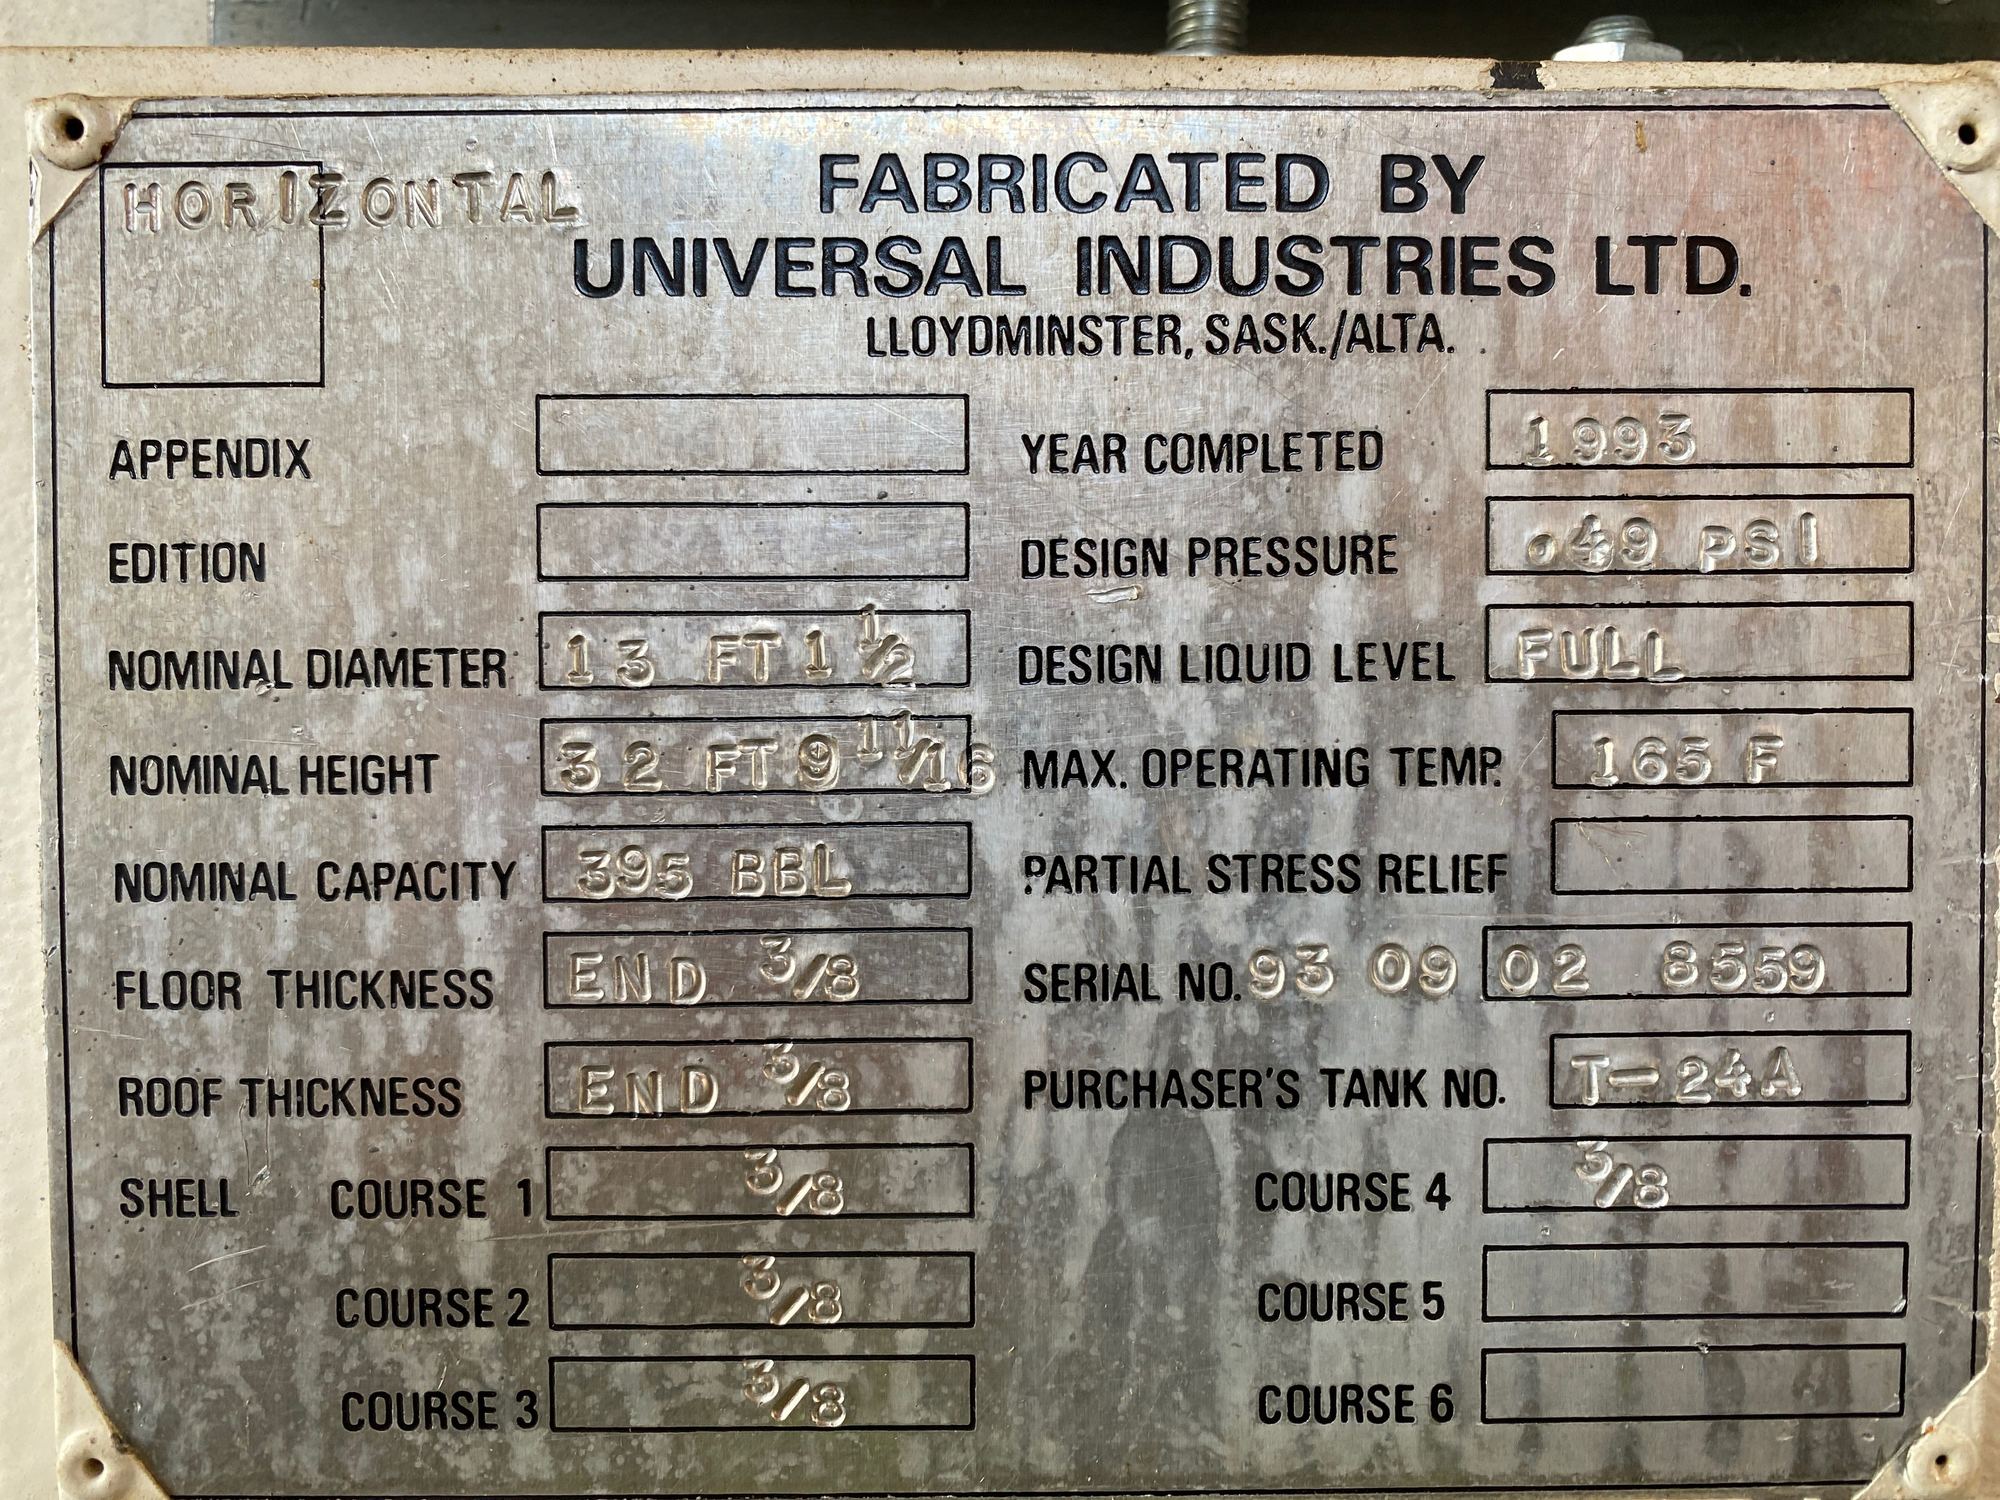 HORIZONTAL
FABRICATED BY
UNIVERSAL INDUSTRIES LTD.
LLOYDMINSTER, SASK./ALTA.
APPENDIX
YEAR COMPLETED 1993
EDITION
DESIGN PRESSURE .049 PSI
NOMINAL DIAMETER 13 FT 1 1/2
DESIGN LIQUID LEVEL FULL
NOMINAL HEIGHT 32 FT 9 11/16
MAX. OPERATING TEMP. 165 F
NOMINAL CAPACITY 395 BBL
PARTIAL STRESS RELIEF
FLOOR THICKNESS END 3/8
SERIAL NO. 93 09 02 8559
ROOF THICKNESS END 3/8
PURCHASER'S TANK NO. T-24A
SHELL COURSE 1 3/8
COURSE 4 3/8
COURSE 2 3/8
COURSE 5
COURSE 3 3/8
COURSE 6